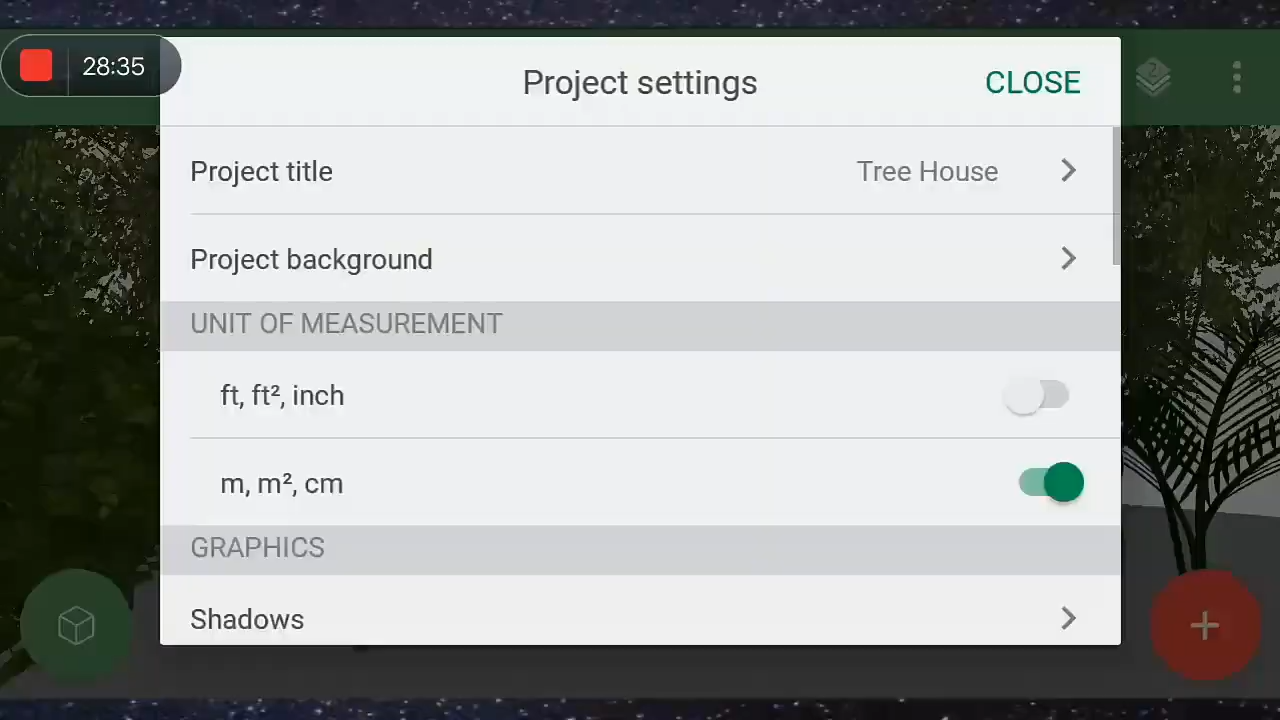 28:35
Project settings
CLOSE
2
Project title
Tree House
Project background
UNIT OF MEASUREMENT
ft, ft², inch
m, m², cm
GRAPHICS
Shadows